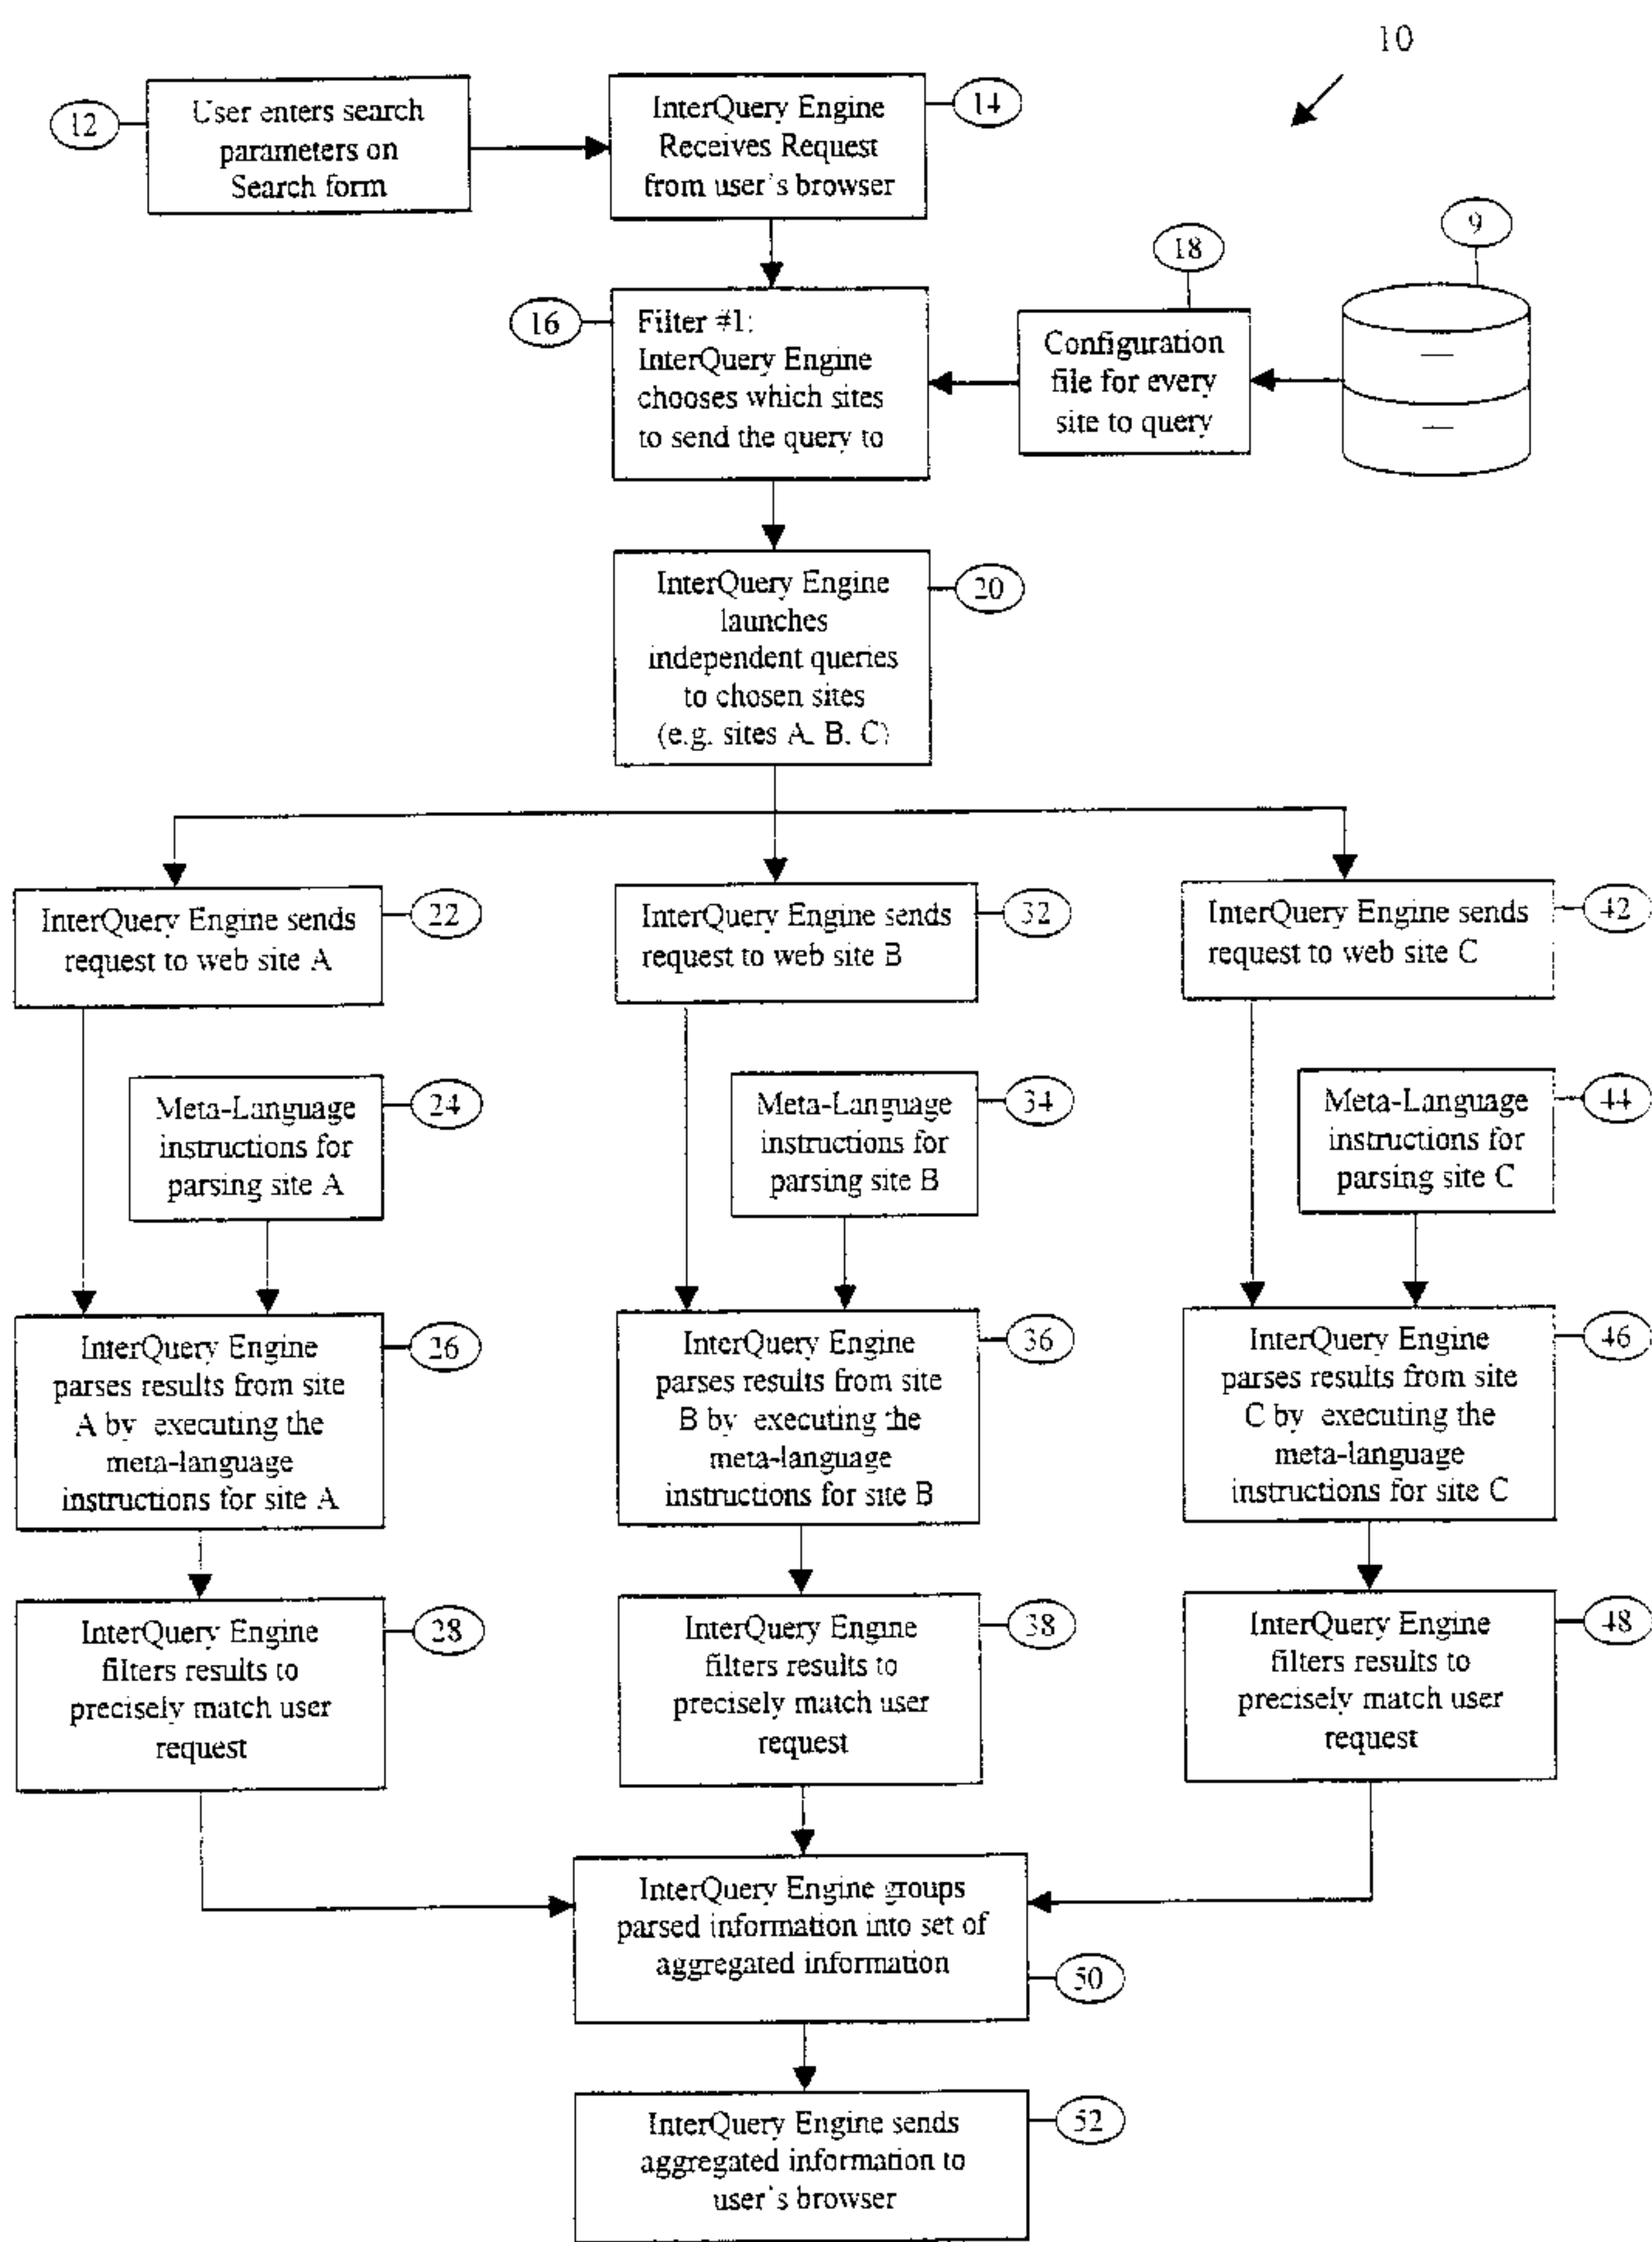 10
12
User enters search
parameters on
Search form
InterQuery Engine
Receives Request
from user's browser
14
16
Filter #1:
InterQuery Engine
chooses which sites
to send the query to
18
Configuration
file for every
site to query
9
InterQuery Engine
launches
independent queries
to chosen sites
(e.g. sites A, B, C)
20
InterQuery Engine sends
request to web site A
22
InterQuery Engine sends
request to web site B
32
InterQuery Engine sends
request to web site C
42
Meta-Language
instructions for
parsing site A
24
Meta-Language
instructions for
parsing site B
34
Meta-Language
instructions for
parsing site C
44
InterQuery Engine
parses results from site
A by executing the
meta-language
instructions for site A
26
InterQuery Engine
parses results from site
B by executing the
meta-language
instructions for site B
36
InterQuery Engine
parses results from site
C by executing the
meta-language
instructions for site C
46
InterQuery Engine
filters results to
precisely match user
request
28
InterQuery Engine
filters results to
precisely match user
request
38
InterQuery Engine
filters results to
precisely match user
request
48
InterQuery Engine groups
parsed information into set of
aggregated information
50
InterQuery Engine sends
aggregated information to
user's browser
52